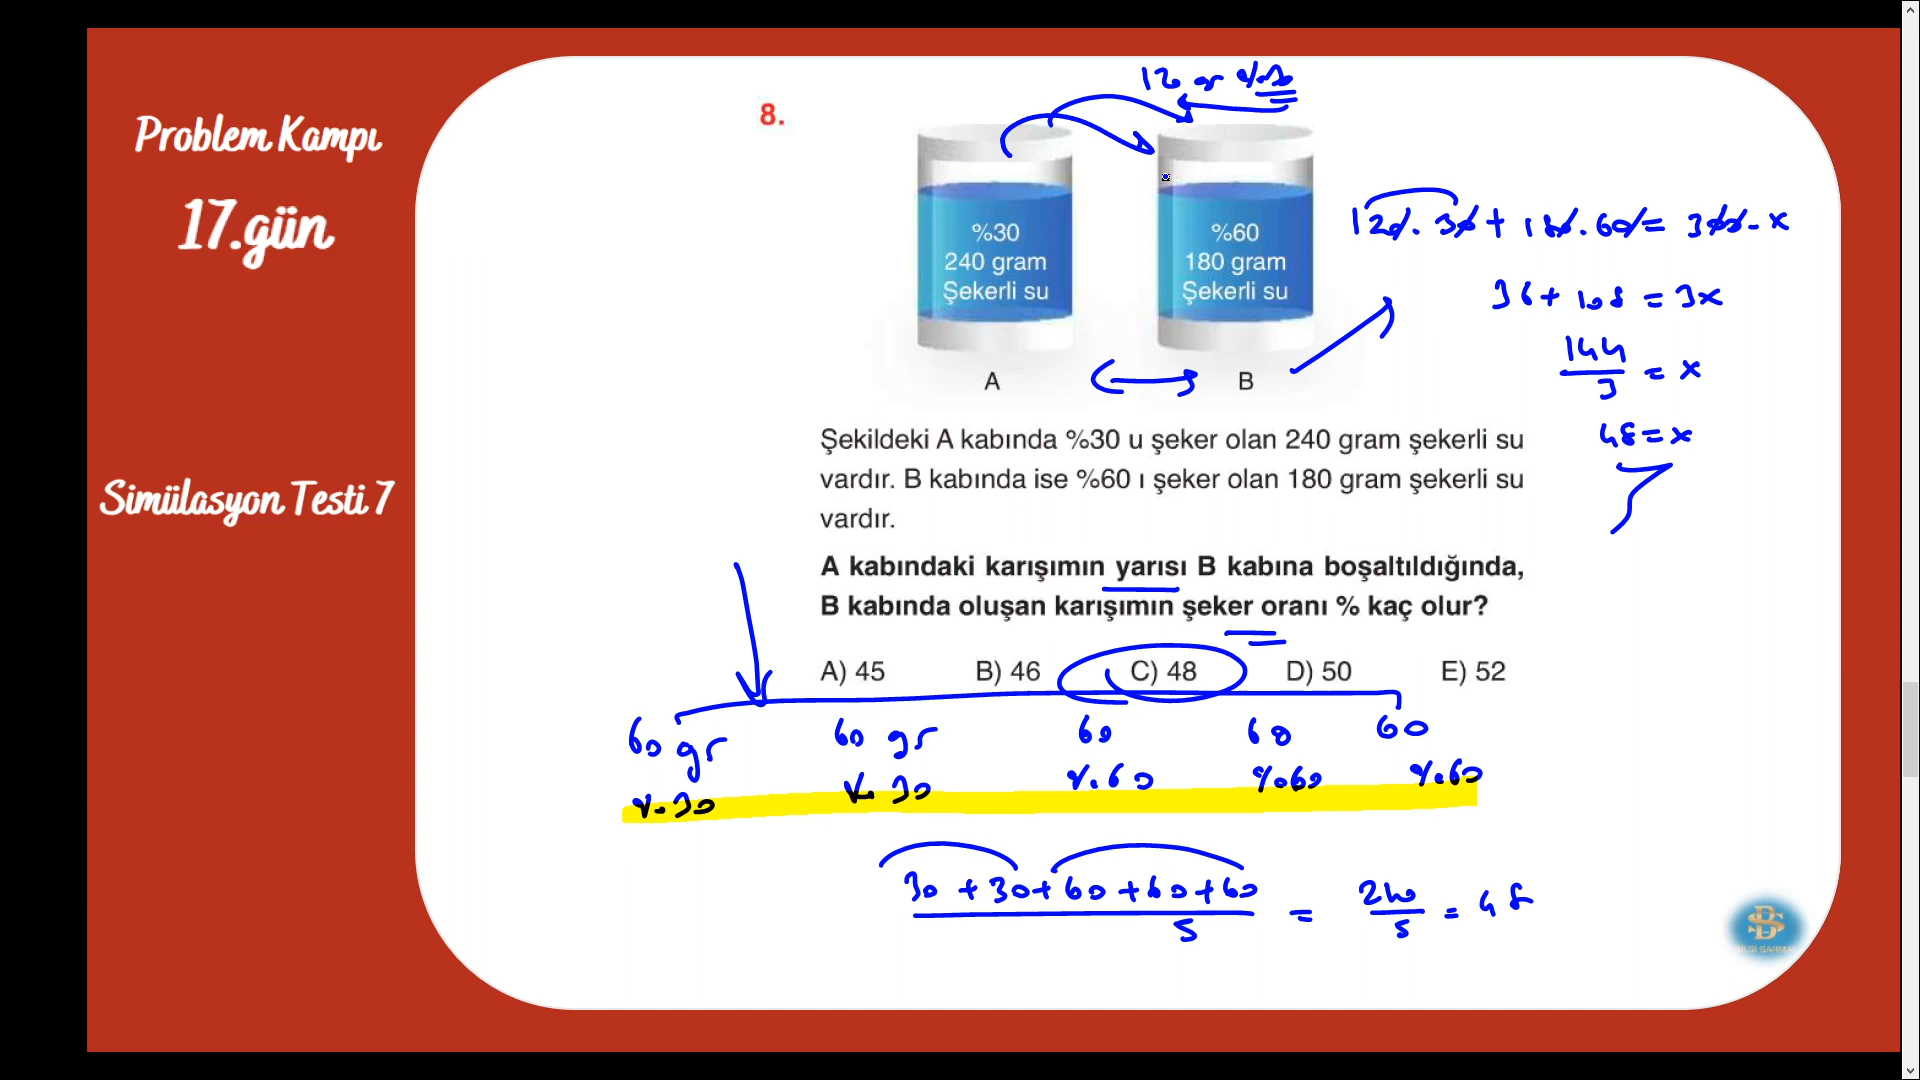 Problem Kampı
17.gün
Simülasyon Testi 7
8.
%30
240 gram
Şekerli su
A
%60
180 gram
Şekerli su
B
120.30+180.60=300.x
36+108=3x
144/3=x
48=x
Şekildeki A kabında %30 u şeker olan 240 gram şekerli su
vardır. B kabında ise %60 ı şeker olan 180 gram şekerli su
vardır.
A kabındaki karışımın yarısı B kabına boşaltıldığında,
B kabında oluşan karışımın şeker oranı % kaç olur?
A) 45 B) 46 C) 48 D) 50 E) 52
60 gr 60 gr 60 60 60
%30 %30 %60 %60 %60
30+30+60+60+60/5 = 240/5 = 48